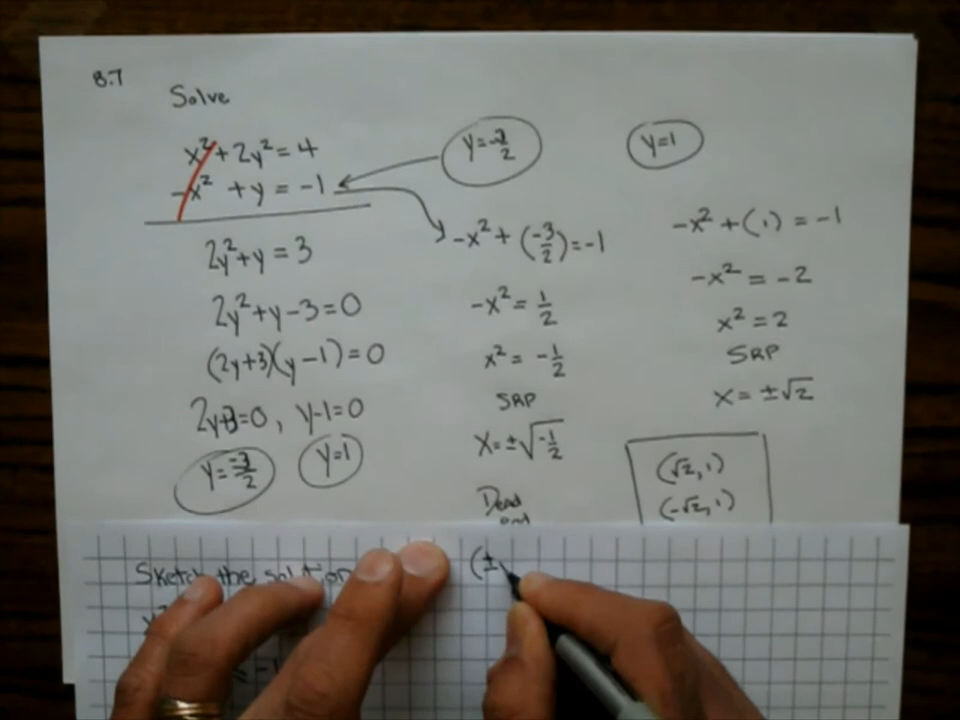 8.7
Solve
x² + 2y² = 4
-x² + y = -1
2y² + y = 3
2y² + y - 3 = 0
(2y+3)(y-1) = 0
2y+3=0, y-1=0
y = -3/2
y=1
y = -3/2
-x² + (-3/2) = -1
-x² = 1/2
x² = -1/2
SRP
x = ±√-1/2
Dead
end
y=1
-x² + (1) = -1
-x² = -2
x² = 2
SRP
x = ±√2
(√2, 1)
(-√2, 1)
Sketch the solution
(±